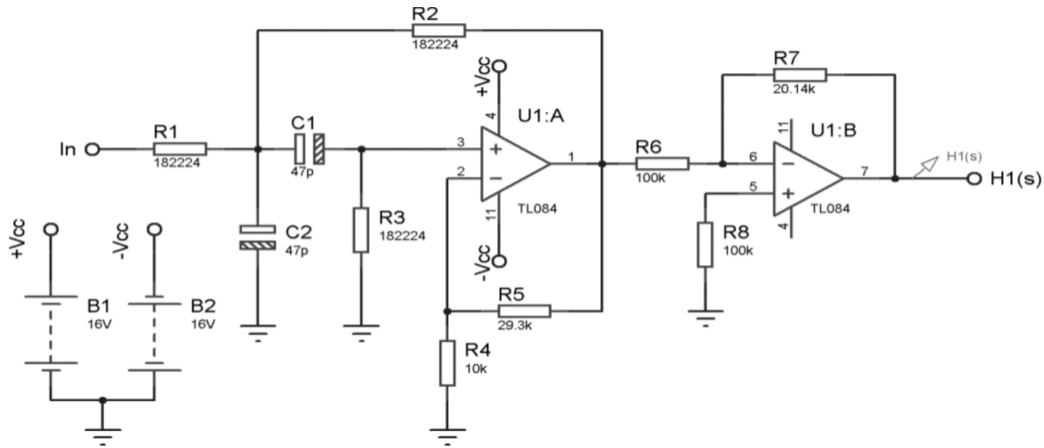 R2
182224
+Vcc
4
U1:A
R7
20.14k
11
U1:B
In
R1
182224
C1
47p
3
+
2
−
1
TL084
11
-Vcc
R6
100k
6
−
5
+
7
TL084
4
H1(s)
H1(s)
R3
182224
C2
47p
R8
100k
+Vcc
-Vcc
B1
16V
B2
16V
R5
29.3k
R4
10k